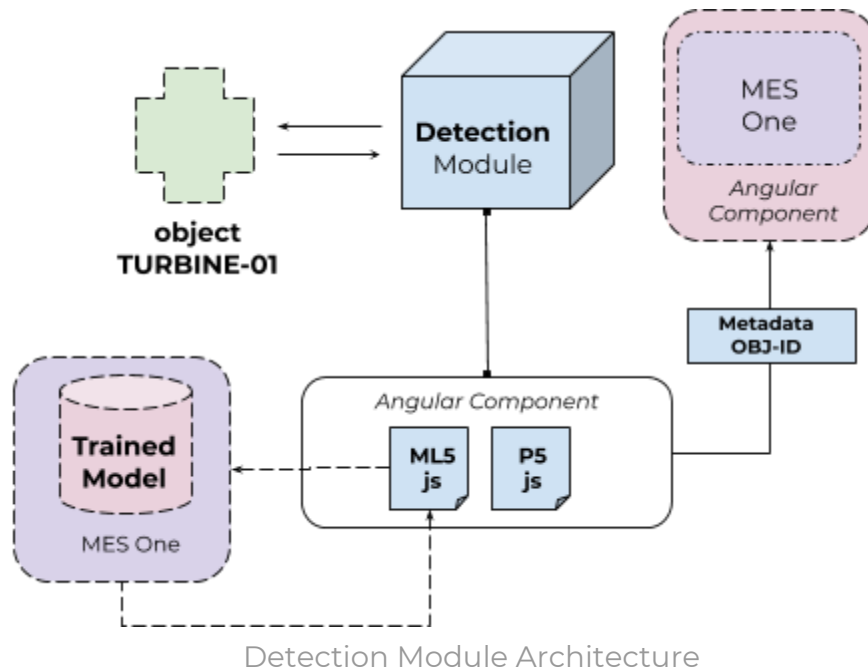 MES
One
Angular
Component
Detection
Module
object
TURBINE-01
Metadata
OBJ-ID
Angular Component
ML5
js
P5
js
Trained
Model
MES One
Detection Module Architecture